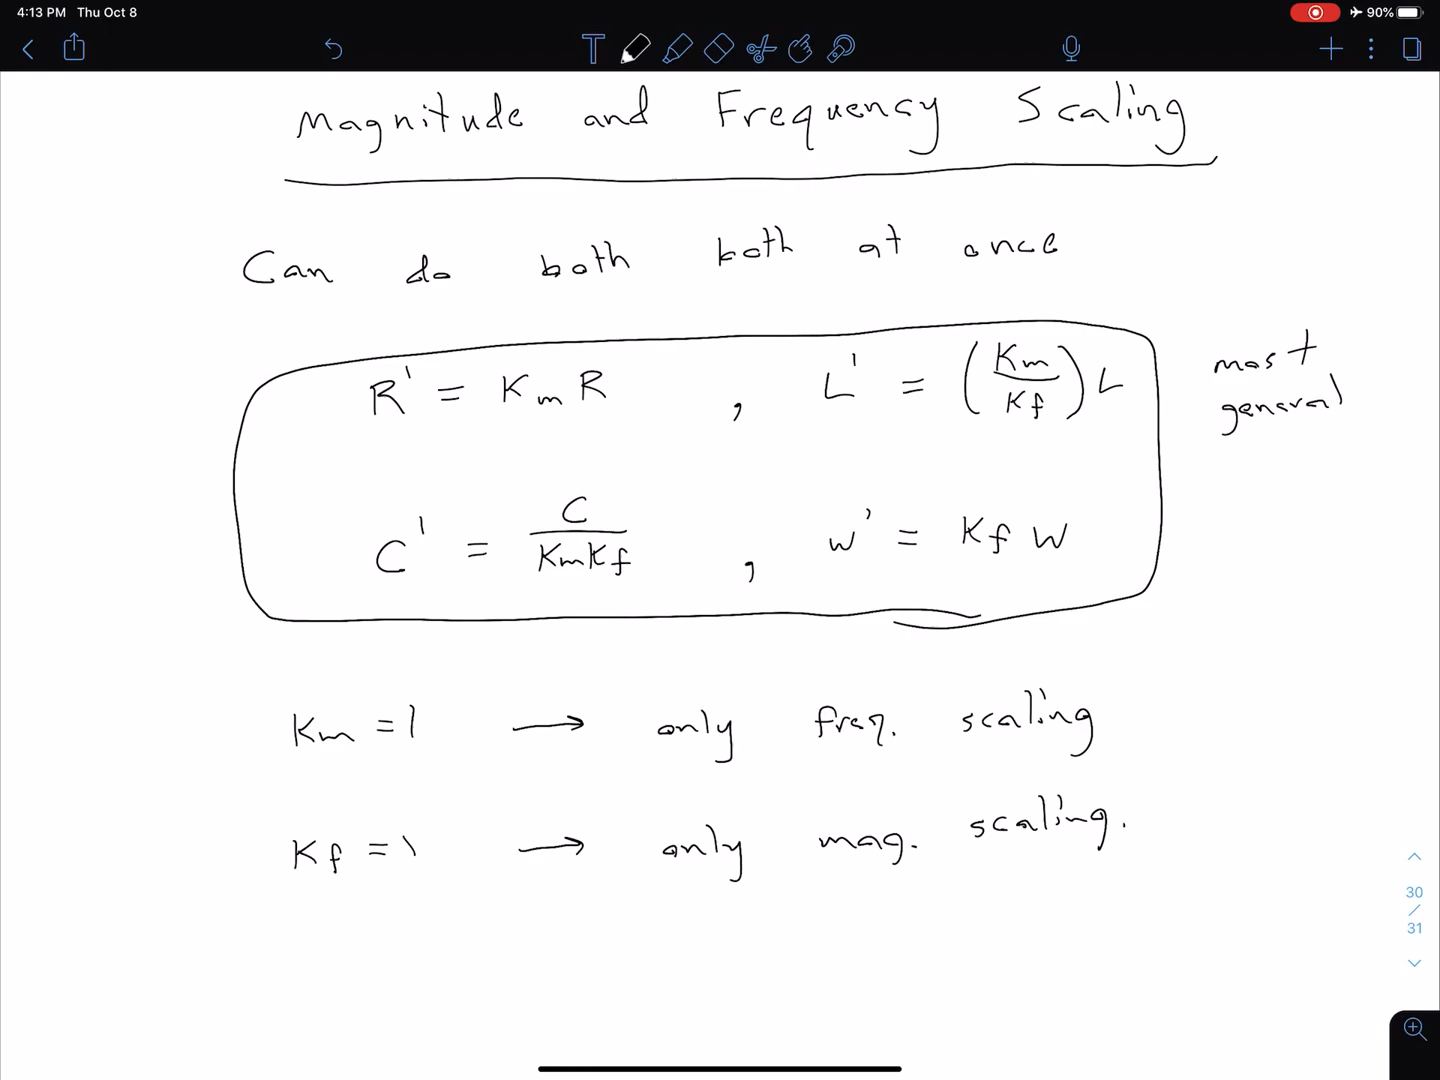 4:13 PM Thu Oct 8 90%
Magnitude and Frequency Scaling
Can do both both at once
R' = Km R , L' = (Km/Kf) L
most general
C' = C/KmKf , w' = Kf w
Km = 1 → only freq. scaling
Kf = 1 → only mag. scaling.
30
/
31